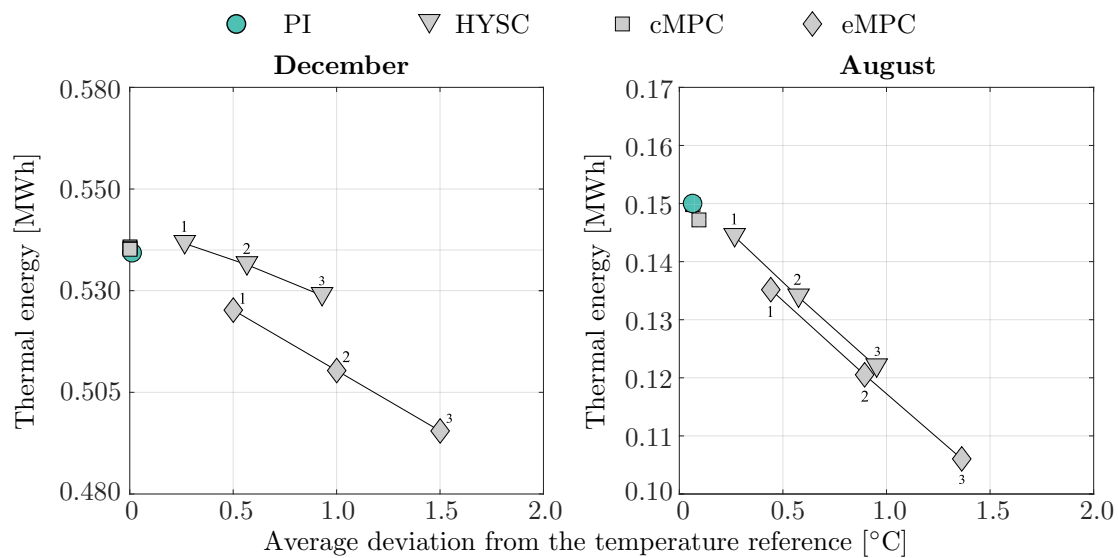 PI HYSC cMPC eMPC
December August
Thermal energy [MWh]
0.580
0.550
0.530
0.505
0.480
0 0.5 1.0 1.5 2.0
1 2 3
1 2 3
Thermal energy [MWh]
0.17
0.16
0.15
0.14
0.13
0.12
0.11
0.10
0 0.5 1.0 1.5 2.0
1 2 3
1 2 3
Average deviation from the temperature reference [°C]